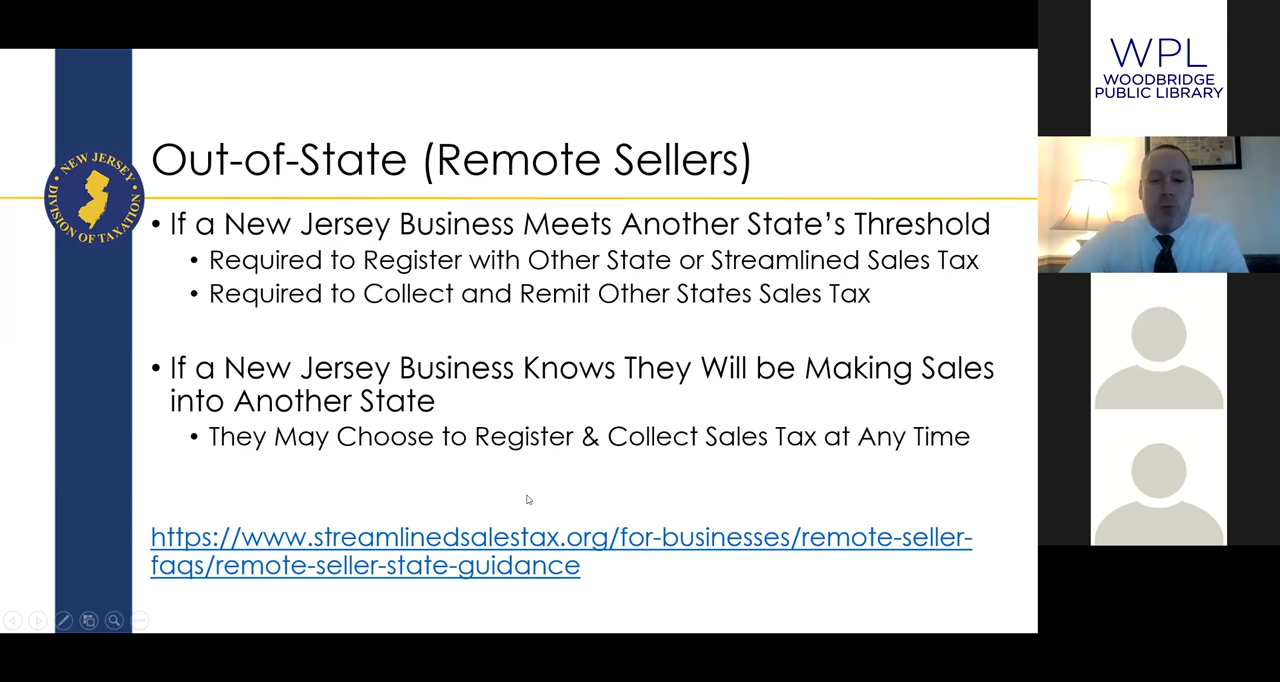 Out-of-State (Remote Sellers)
NEW JERSEY
DIVISION OF TAXATION
• If a New Jersey Business Meets Another State’s Threshold
• Required to Register with Other State or Streamlined Sales Tax
• Required to Collect and Remit Other States Sales Tax
• If a New Jersey Business Knows They Will be Making Sales
into Another State
• They May Choose to Register & Collect Sales Tax at Any Time
https://www.streamlinedsalestax.org/for-businesses/remote-seller-
faqs/remote-seller-state-guidance
WPL
WOODBRIDGE
PUBLIC LIBRARY